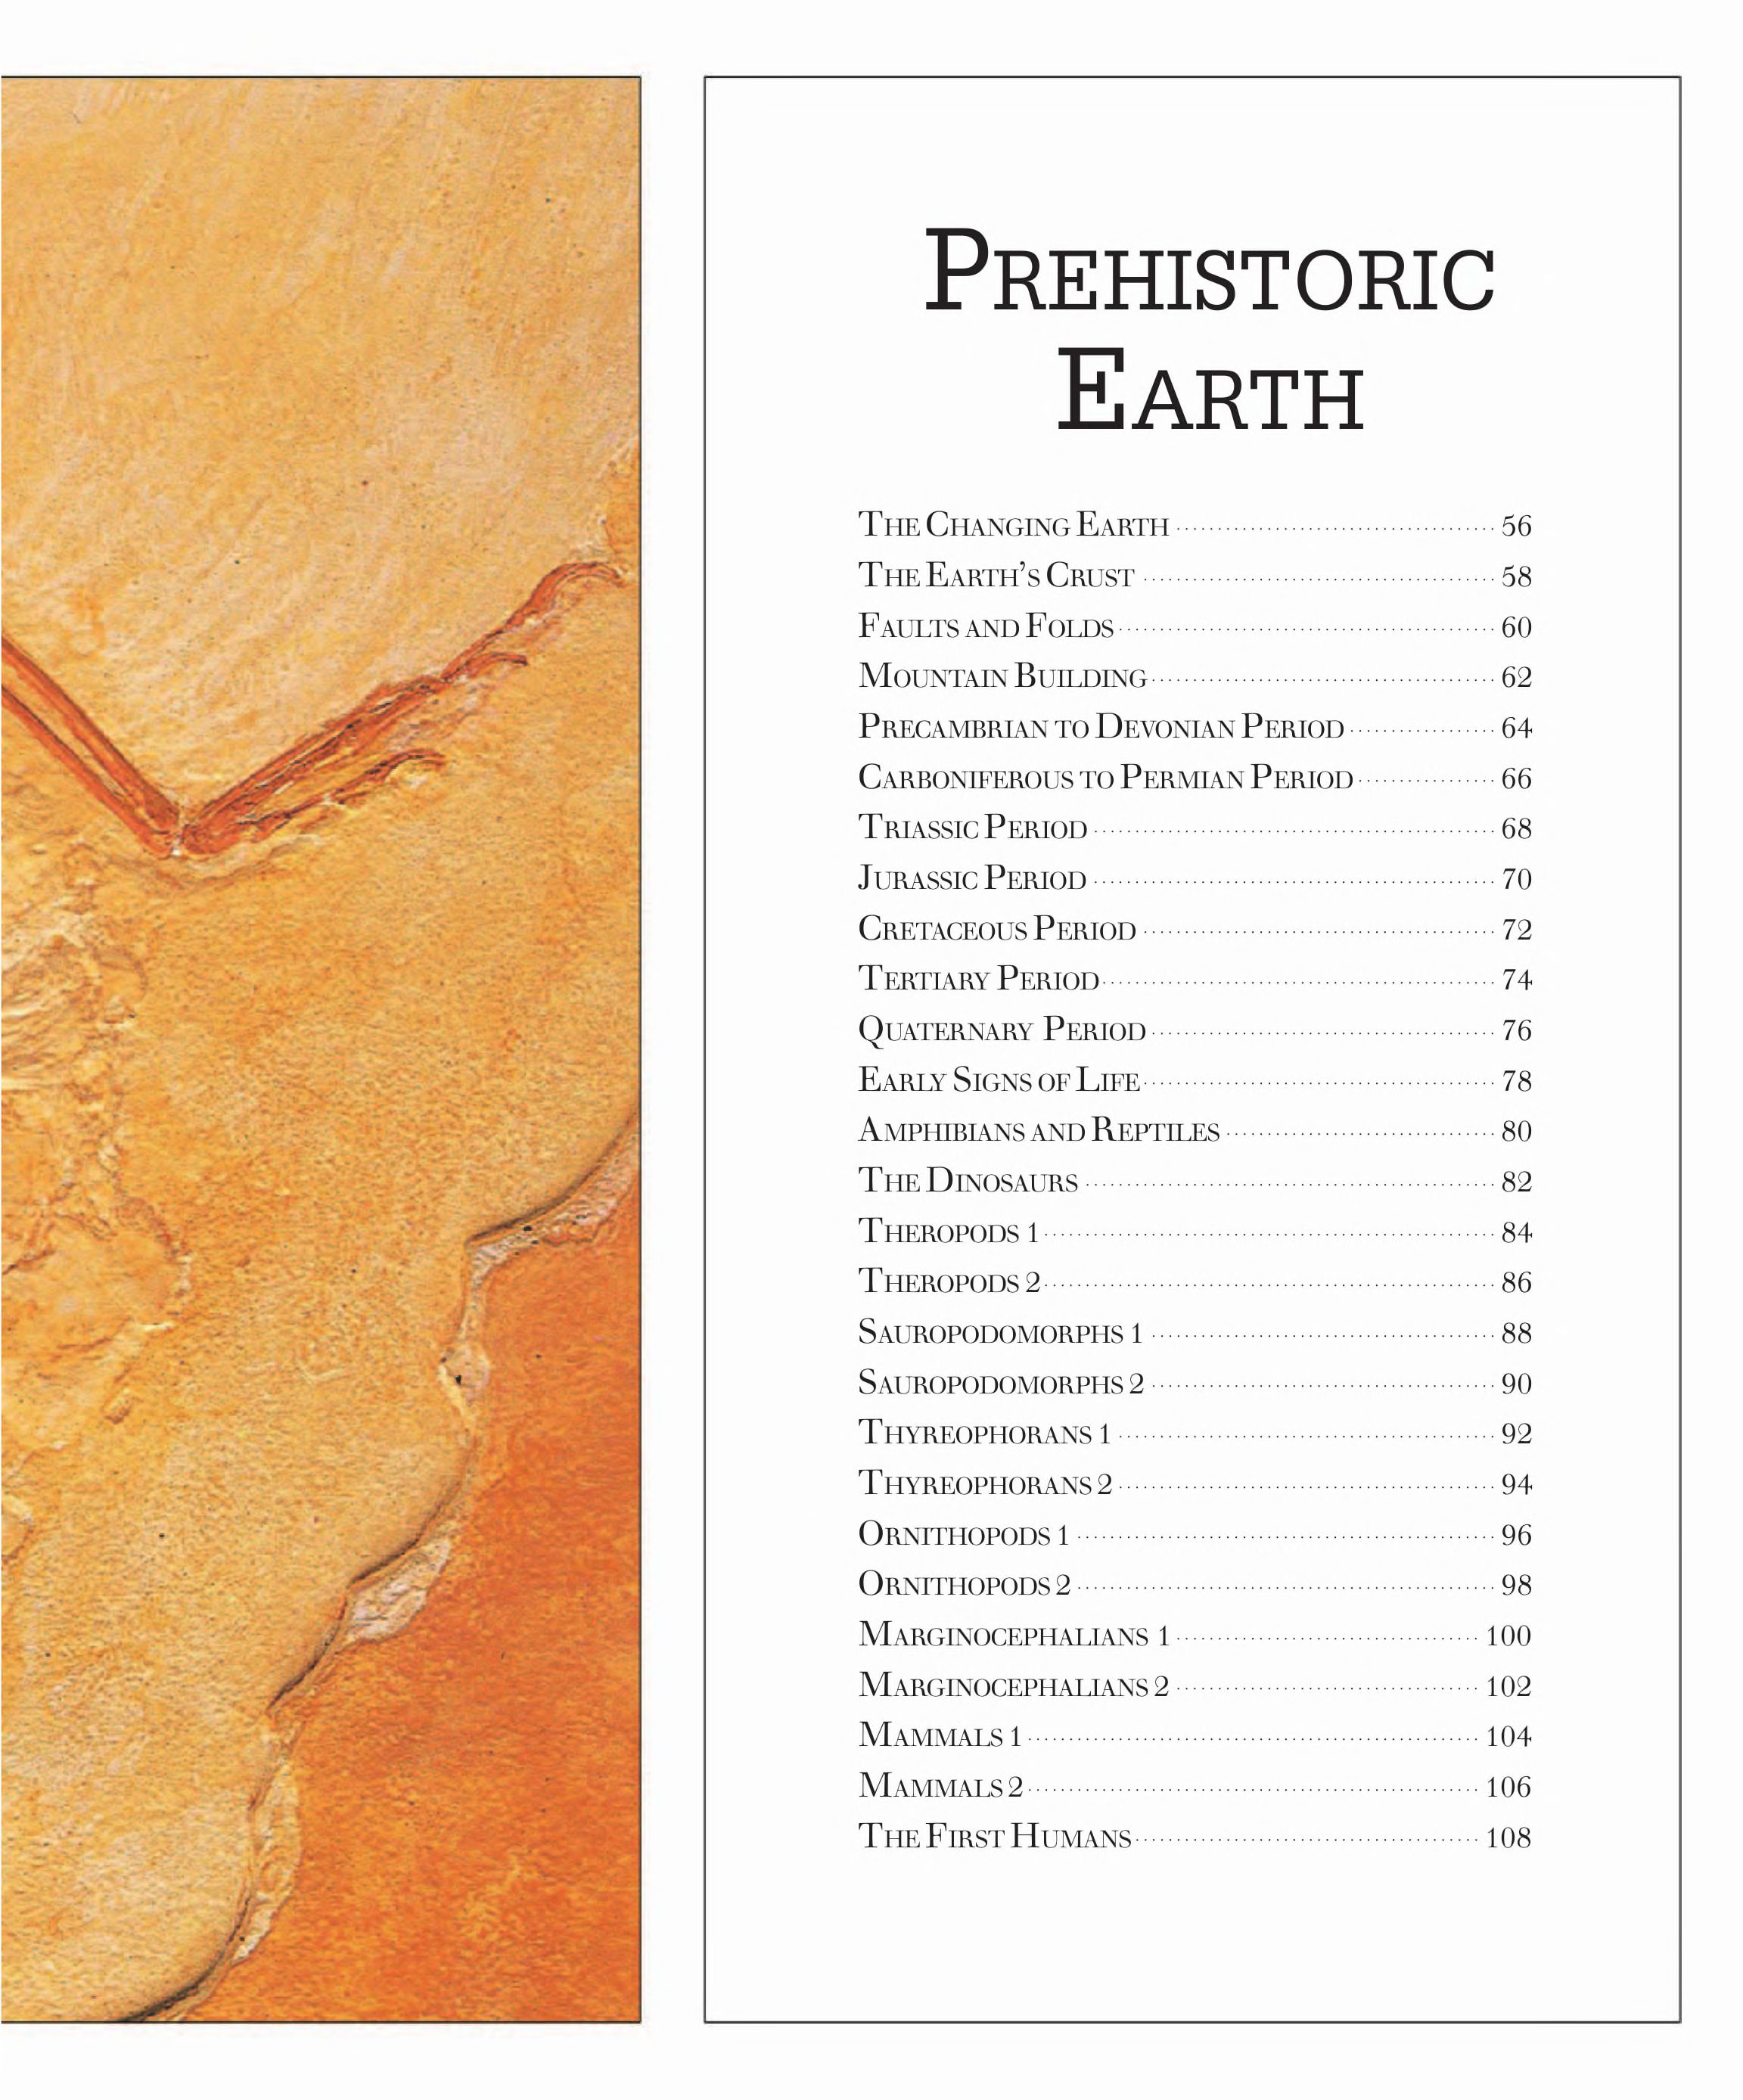 PREHISTORIC
EARTH
THE CHANGING EARTH 56
THE EARTH'S CRUST 58
FAULTS AND FOLDS 60
MOUNTAIN BUILDING 62
PRECAMBRIAN TO DEVONIAN PERIOD 64
CARBONIFEROUS TO PERMIAN PERIOD 66
TRIASSIC PERIOD 68
JURASSIC PERIOD 70
CRETACEOUS PERIOD 72
TERTIARY PERIOD 74
QUATERNARY PERIOD 76
EARLY SIGNS OF LIFE 78
AMPHIBIANS AND REPTILES 80
THE DINOSAURS 82
THEROPODS 1 84
THEROPODS 2 86
SAUROPODOMORPHS 1 88
SAUROPODOMORPHS 2 90
THYREOPHORANS 1 92
THYREOPHORANS 2 94
ORNITHOPODS 1 96
ORNITHOPODS 2 98
MARGINOCEPHALIANS 1 100
MARGINOCEPHALIANS 2 102
MAMMALS 1 104
MAMMALS 2 106
THE FIRST HUMANS 108